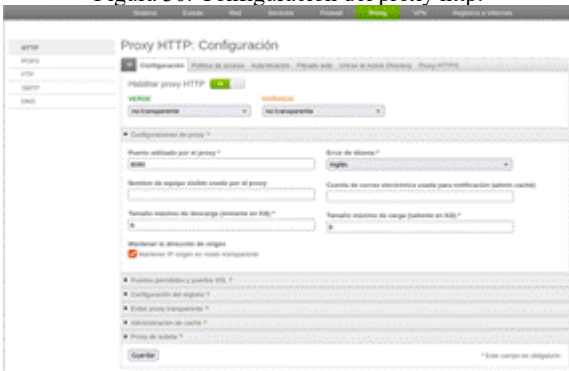 Figura 30: Configuración del proxy http.
Sistema Estado Red Servicios Firewall Proxy VPN Registros e Informes
HTTP
POP3
FTP
SMTP
DNS
Proxy HTTP: Configuración
Configuración Política de acceso Autenticación Filtrado web Unirse al Active Directory Proxy HTTPS
Habilitar proxy HTTP
VERDE NARANJA
no transparente no transparente
Configuraciones de proxy *
Puerto utilizado por el proxy * Error de idioma *
8080 Inglés
Nombre de equipo visible usado por el proxy Cuenta de correo electrónico usada para notificación (admin caché)
Tamaño máximo de descarga (entrante en KB) * Tamaño máximo de carga (saliente en KB) *
0 0
Mantener la dirección de origen
Mantener IP origen en modo transparente
Puertos permitidos y puertos SSL
Configuración del registro
Evitar proxy transparente
Administración de caché
Proxy de subida
Guardar * Este campo es obligatorio.